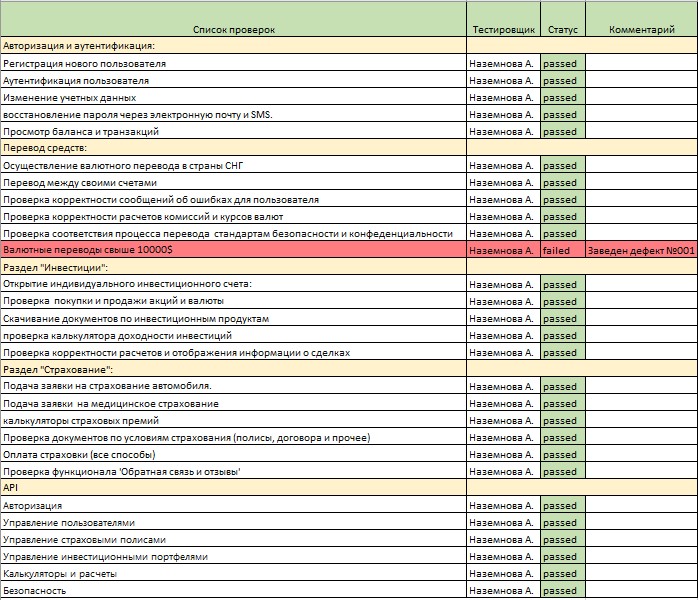 Список проверок Тестировщик Статус Комментарий
Авторизация и аутентификация:
Регистрация нового пользователя Наземнова А. passed
Аутентификация пользователя Наземнова А. passed
Изменение учетных данных Наземнова А. passed
восстановление пароля через электронную почту и SMS. Наземнова А. passed
Просмотр баланса и транзакций Наземнова А. passed
Перевод средств:
Осуществление валютного перевода в страны СНГ Наземнова А. passed
Перевод между своими счетами Наземнова А. passed
Проверка корректности сообщений об ошибках для пользователя Наземнова А. passed
Проверка корректности расчетов комиссий и курсов валют Наземнова А. passed
Проверка соответствия процесса перевода стандартам безопасности и конфеденциальности Наземнова А. passed
Валютные переводы свыше 10000$ Наземнова А. failed Заведен дефект №001
Раздел "Инвестиции":
Открытие индивидуального инвестиционного счета: Наземнова А. passed
Проверка покупки и продажи акций и валюты Наземнова А. passed
Скачивание документов по инвестиционным продуктам Наземнова А. passed
проверка калькулятора доходности инвестиций Наземнова А. passed
Проверка корректности расчетов и отображения информации о сделках Наземнова А. passed
Раздел "Страхование":
Подача заявки на страхование автомобиля. Наземнова А. passed
Подача заявки на медицинское страхование Наземнова А. passed
калькуляторы страховых премий Наземнова А. passed
Проверка документов по условиям страхования (полисы, договора и прочее) Наземнова А. passed
Оплата страховки (все способы) Наземнова А. passed
Проверка функционала 'Обратная связь и отзывы' Наземнова А. passed
API
Авторизация Наземнова А. passed
Управление пользователями Наземнова А. passed
Управление страховыми полисами Наземнова А. passed
Управление инвестиционными портфелями Наземнова А. passed
Калькуляторы и расчеты Наземнова А. passed
Безопасность Наземнова А. passed